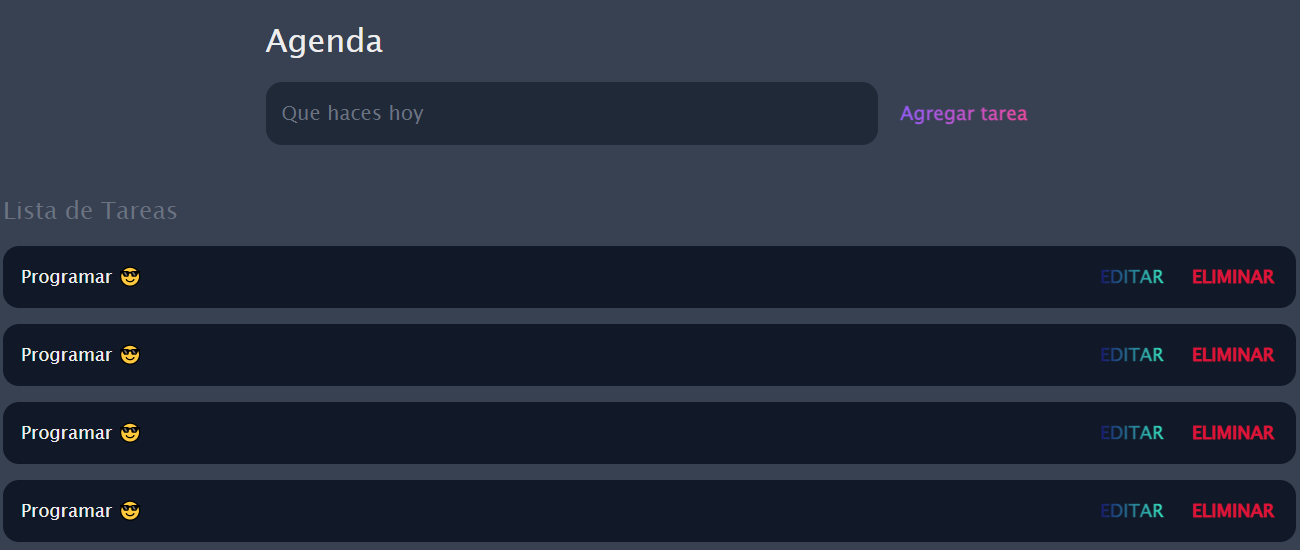 Agenda
Que haces hoy
Agregar tarea
Lista de Tareas
Programar 😎 EDITAR ELIMINAR
Programar 😎 EDITAR ELIMINAR
Programar 😎 EDITAR ELIMINAR
Programar 😎 EDITAR ELIMINAR